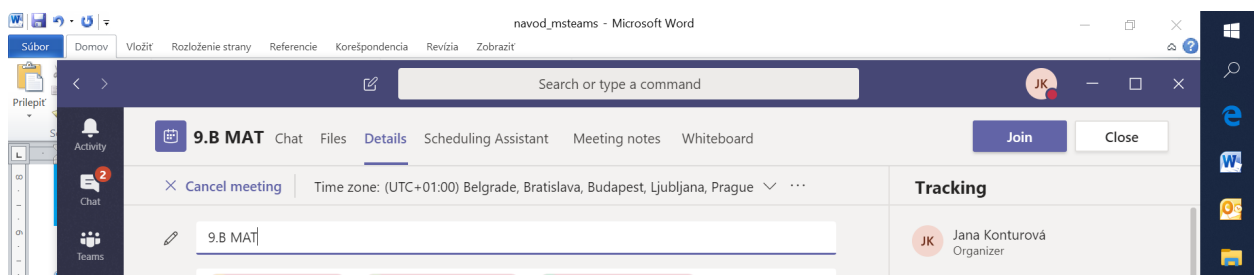 navod_msteams - Microsoft Word
Súbor Domov Vložiť Rozloženie strany Referencie Korešpondencia Revízia Zobraziť
Prilepiť
Search or type a command
JK
Activity
9.B MAT Chat Files Details Scheduling Assistant Meeting notes Whiteboard
Join Close
2
Chat
Cancel meeting Time zone: (UTC+01:00) Belgrade, Bratislava, Budapest, Ljubljana, Prague
Tracking
Teams
9.B MAT
JK Jana Konturová
Organizer